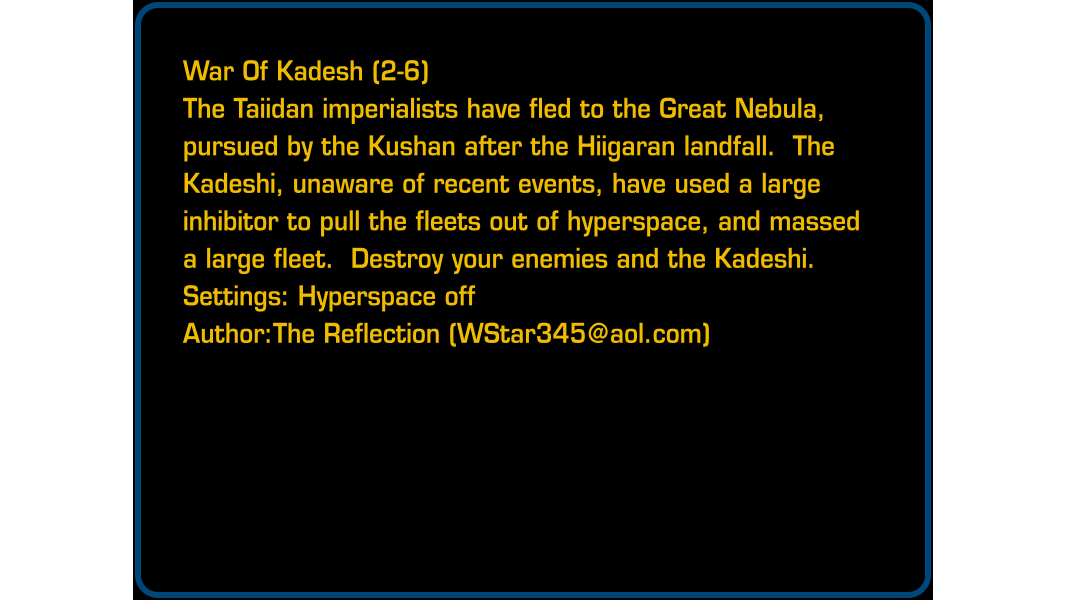 War Of Kadesh (2-6)
The Taiidan imperialists have fled to the Great Nebula,
pursued by the Kushan after the Hiigaran landfall.  The
Kadeshi, unaware of recent events, have used a large
inhibitor to pull the fleets out of hyperspace, and massed
a large fleet.  Destroy your enemies and the Kadeshi.
Settings: Hyperspace off
Author:The Reflection (WStar345@aol.com)